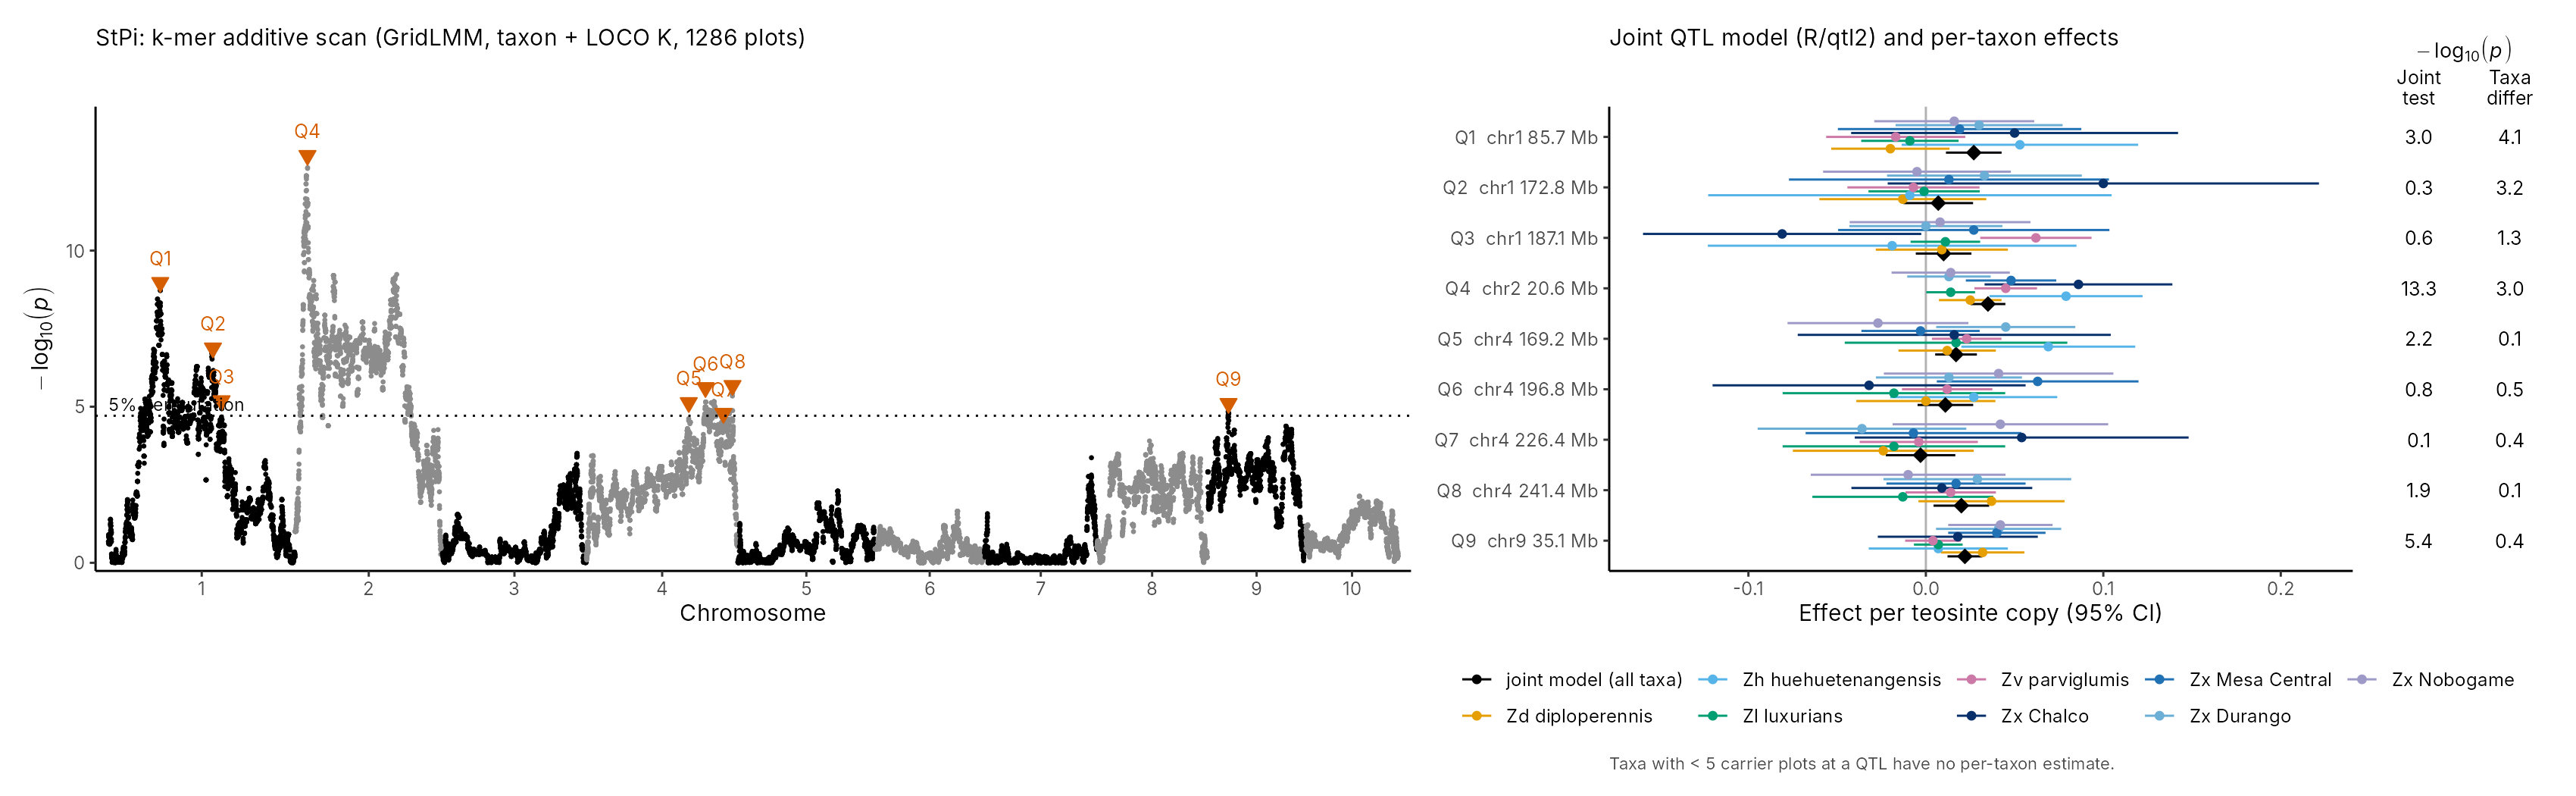 StPi: k-mer additive scan (GridLMM, taxon + LOCO K, 1286 plots)
− log10(p)
10
5
0
Q1
Q2
Q3
Q4
Q5
Q6
Q7
Q8
Q9
1 2 3 4 5 6 7 8 9 10
Chromosome
Joint QTL model (R/qtl2) and per-taxon effects
− log10(p)
Joint test
Taxa differ
Q1 chr1 85.7 Mb 3.0 4.1
Q2 chr1 172.8 Mb 0.3 3.2
Q3 chr1 187.1 Mb 0.6 1.3
Q4 chr2 20.6 Mb 13.3 3.0
Q5 chr4 169.2 Mb 2.2 0.1
Q6 chr4 196.8 Mb 0.8 0.5
Q7 chr4 226.4 Mb 0.1 0.4
Q8 chr4 241.4 Mb 1.9 0.1
Q9 chr9 35.1 Mb 5.4 0.4
-0.1 0.0 0.1 0.2
Effect per teosinte copy (95% CI)
joint model (all taxa) Zh huehuetenangensis Zv parviglumis Zx Mesa Central Zx Nobogame
Zd diploperennis Zl luxurians Zx Chalco Zx Durango
Taxa with < 5 carrier plots at a QTL have no per-taxon estimate.